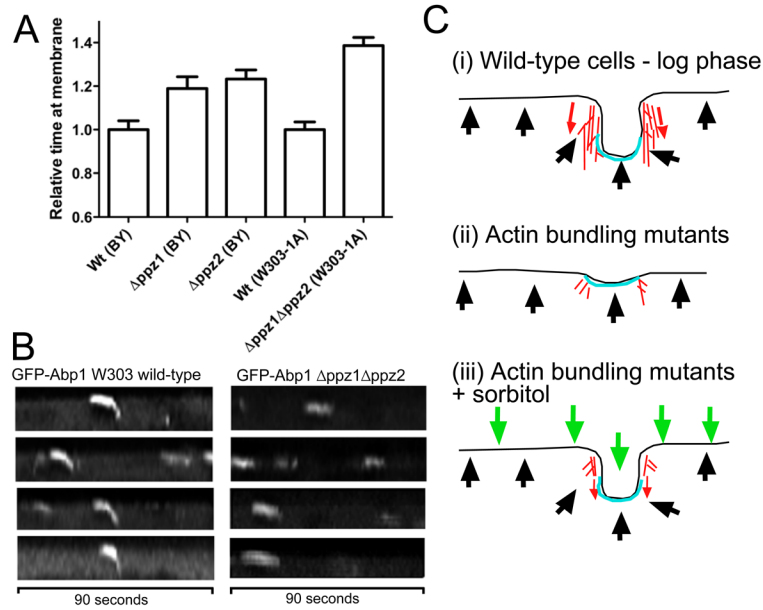 A
Relative time at membrane
1.4
1.2
1.0
0.8
0.6
Wt (BY)
Δppz1 (BY)
Δppz2 (BY)
Wt (W303-1A)
Δppz1Δppz2 (W303-1A)
B
GFP-Abp1 W303 wild-type
GFP-Abp1 Δppz1Δppz2
90 seconds
90 seconds
C
(i) Wild-type cells - log phase
(ii) Actin bundling mutants
(iii) Actin bundling mutants
+ sorbitol